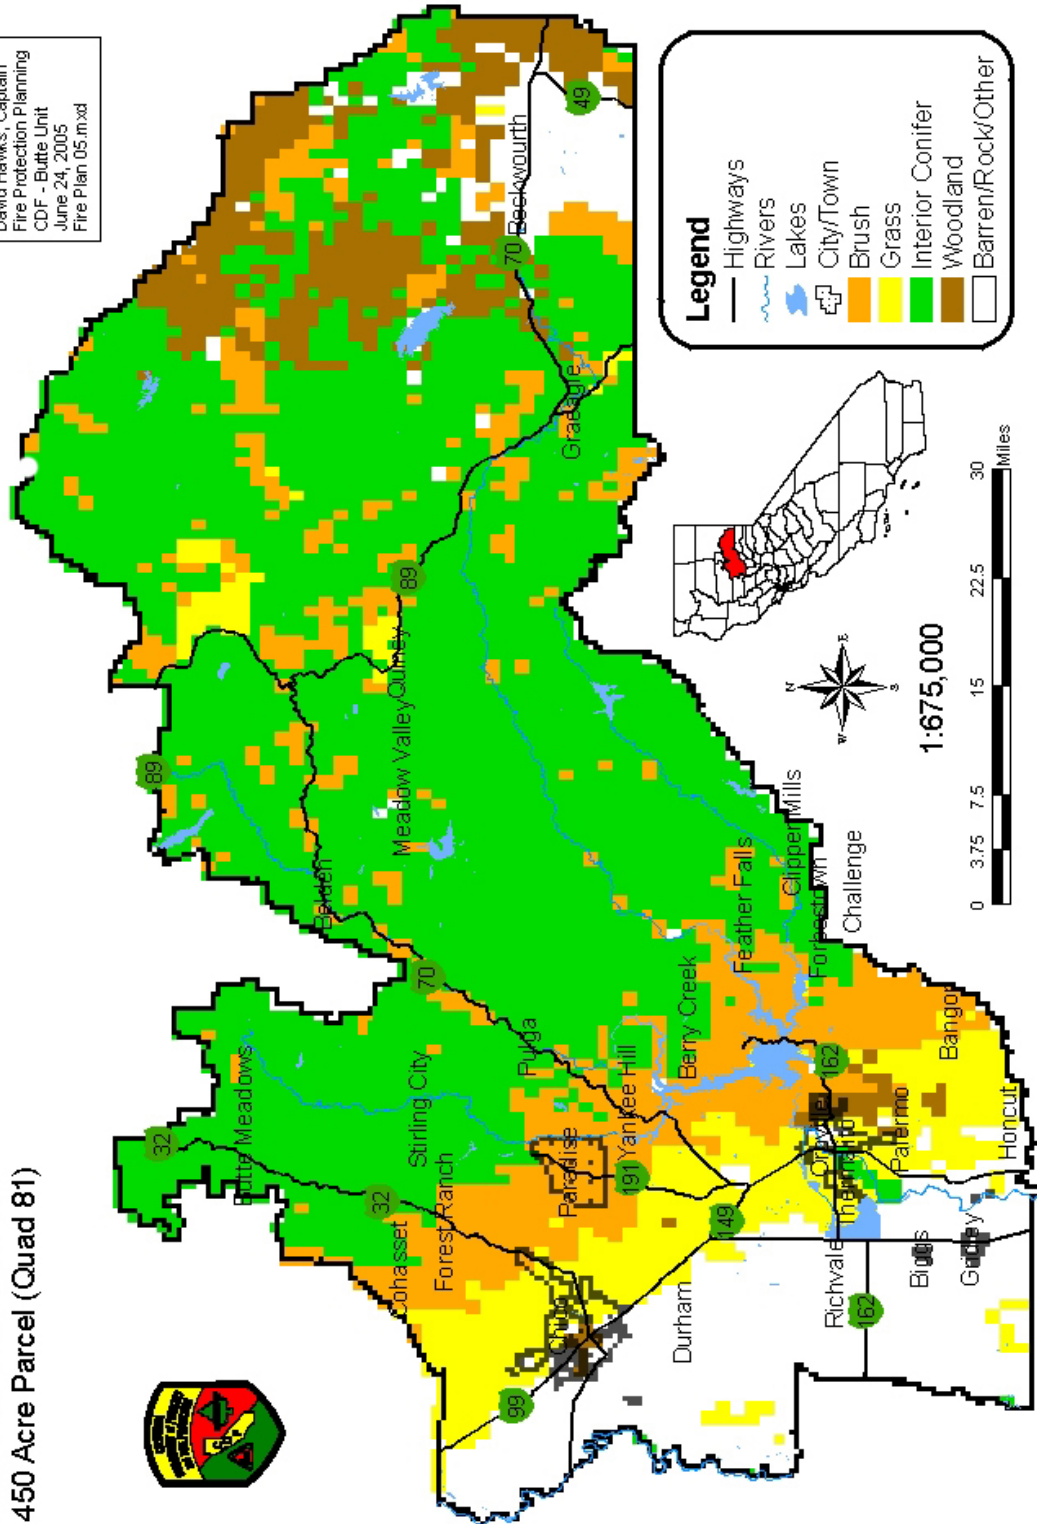 450 Acre Parcel (Quad 81)
Fire Protection Planning
CDF - Butte Unit
June 24, 2005
Fire Plan 05.mxd
32
89
Butte Meadows
32
70
Belden
Cohasset
Forest Ranch
Stirling City
Meadow Valley
Quincy
89
70
Beckwourth
49
Graeagle
99
Chico
Paradise
Pulga
191
Yankee Hill
Berry Creek
Durham
149
Feather Falls
Clipper Mills
Forbestown
Challenge
Richvale
162
Thermalito
Oroville
162
Palermo
Bangor
Biggs
Gridley
Honcut
Legend
Highways
Rivers
Lakes
City/Town
Brush
Grass
Interior Conifer
Woodland
Barren/Rock/Other
N
W
E
S
1:675,000
0 3.75 7.5 15 22.5 30
Miles